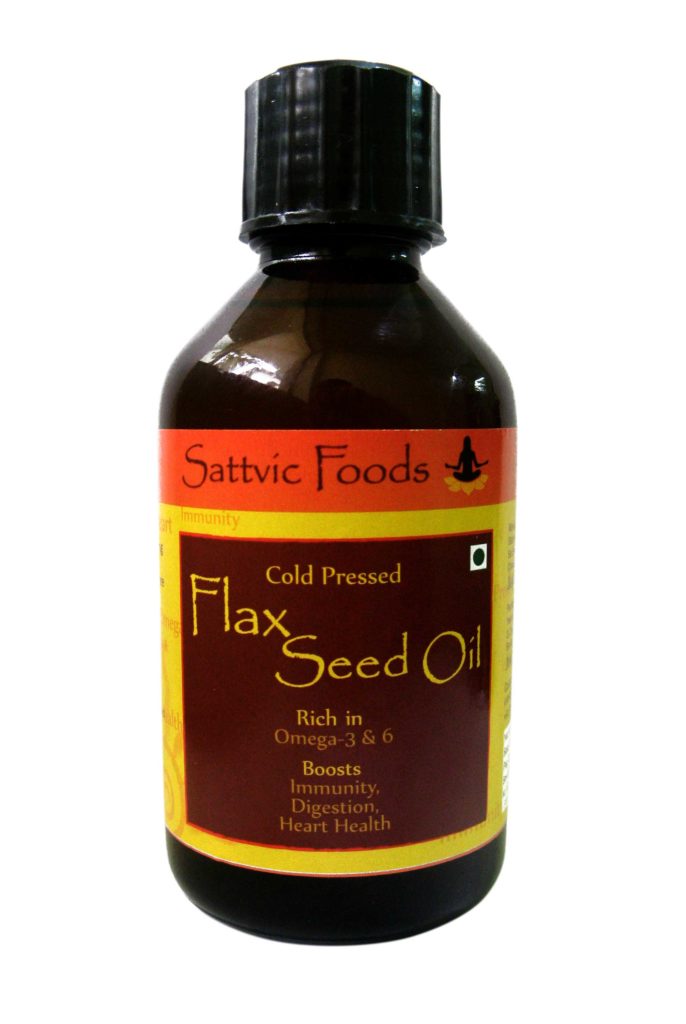 Sattvic Foods
Immunity
Cold Pressed
Flax
Seed Oil
Rich in
Omega-3 & 6
Boosts
Immunity,
Digestion,
Heart Health